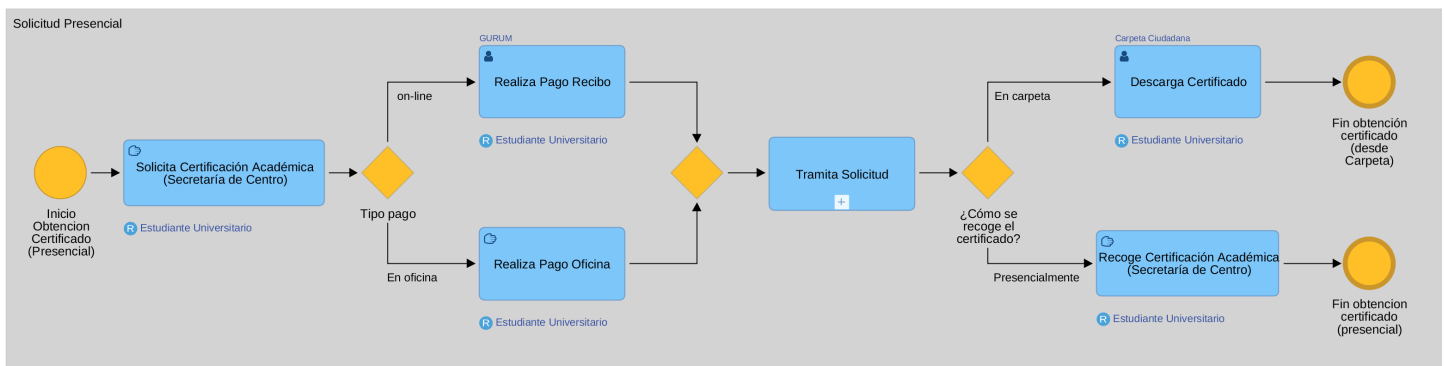 Solicitud Presencial
Inicio
Obtencion
Certificado
(Presencial)
Solicita Certificación Académica
(Secretaría de Centro)
R Estudiante Universitario
Tipo pago
on-line
En oficina
GURUM
Realiza Pago Recibo
R Estudiante Universitario
Realiza Pago Oficina
R Estudiante Universitario
Tramita Solicitud
¿Cómo se
recoge el
certificado?
En carpeta
Presencialmente
Carpeta Ciudadana
Descarga Certificado
R Estudiante Universitario
Fin obtención
certificado
(desde
Carpeta)
Recoge Certificación Académica
(Secretaría de Centro)
R Estudiante Universitario
Fin obtencion
certificado
(presencial)